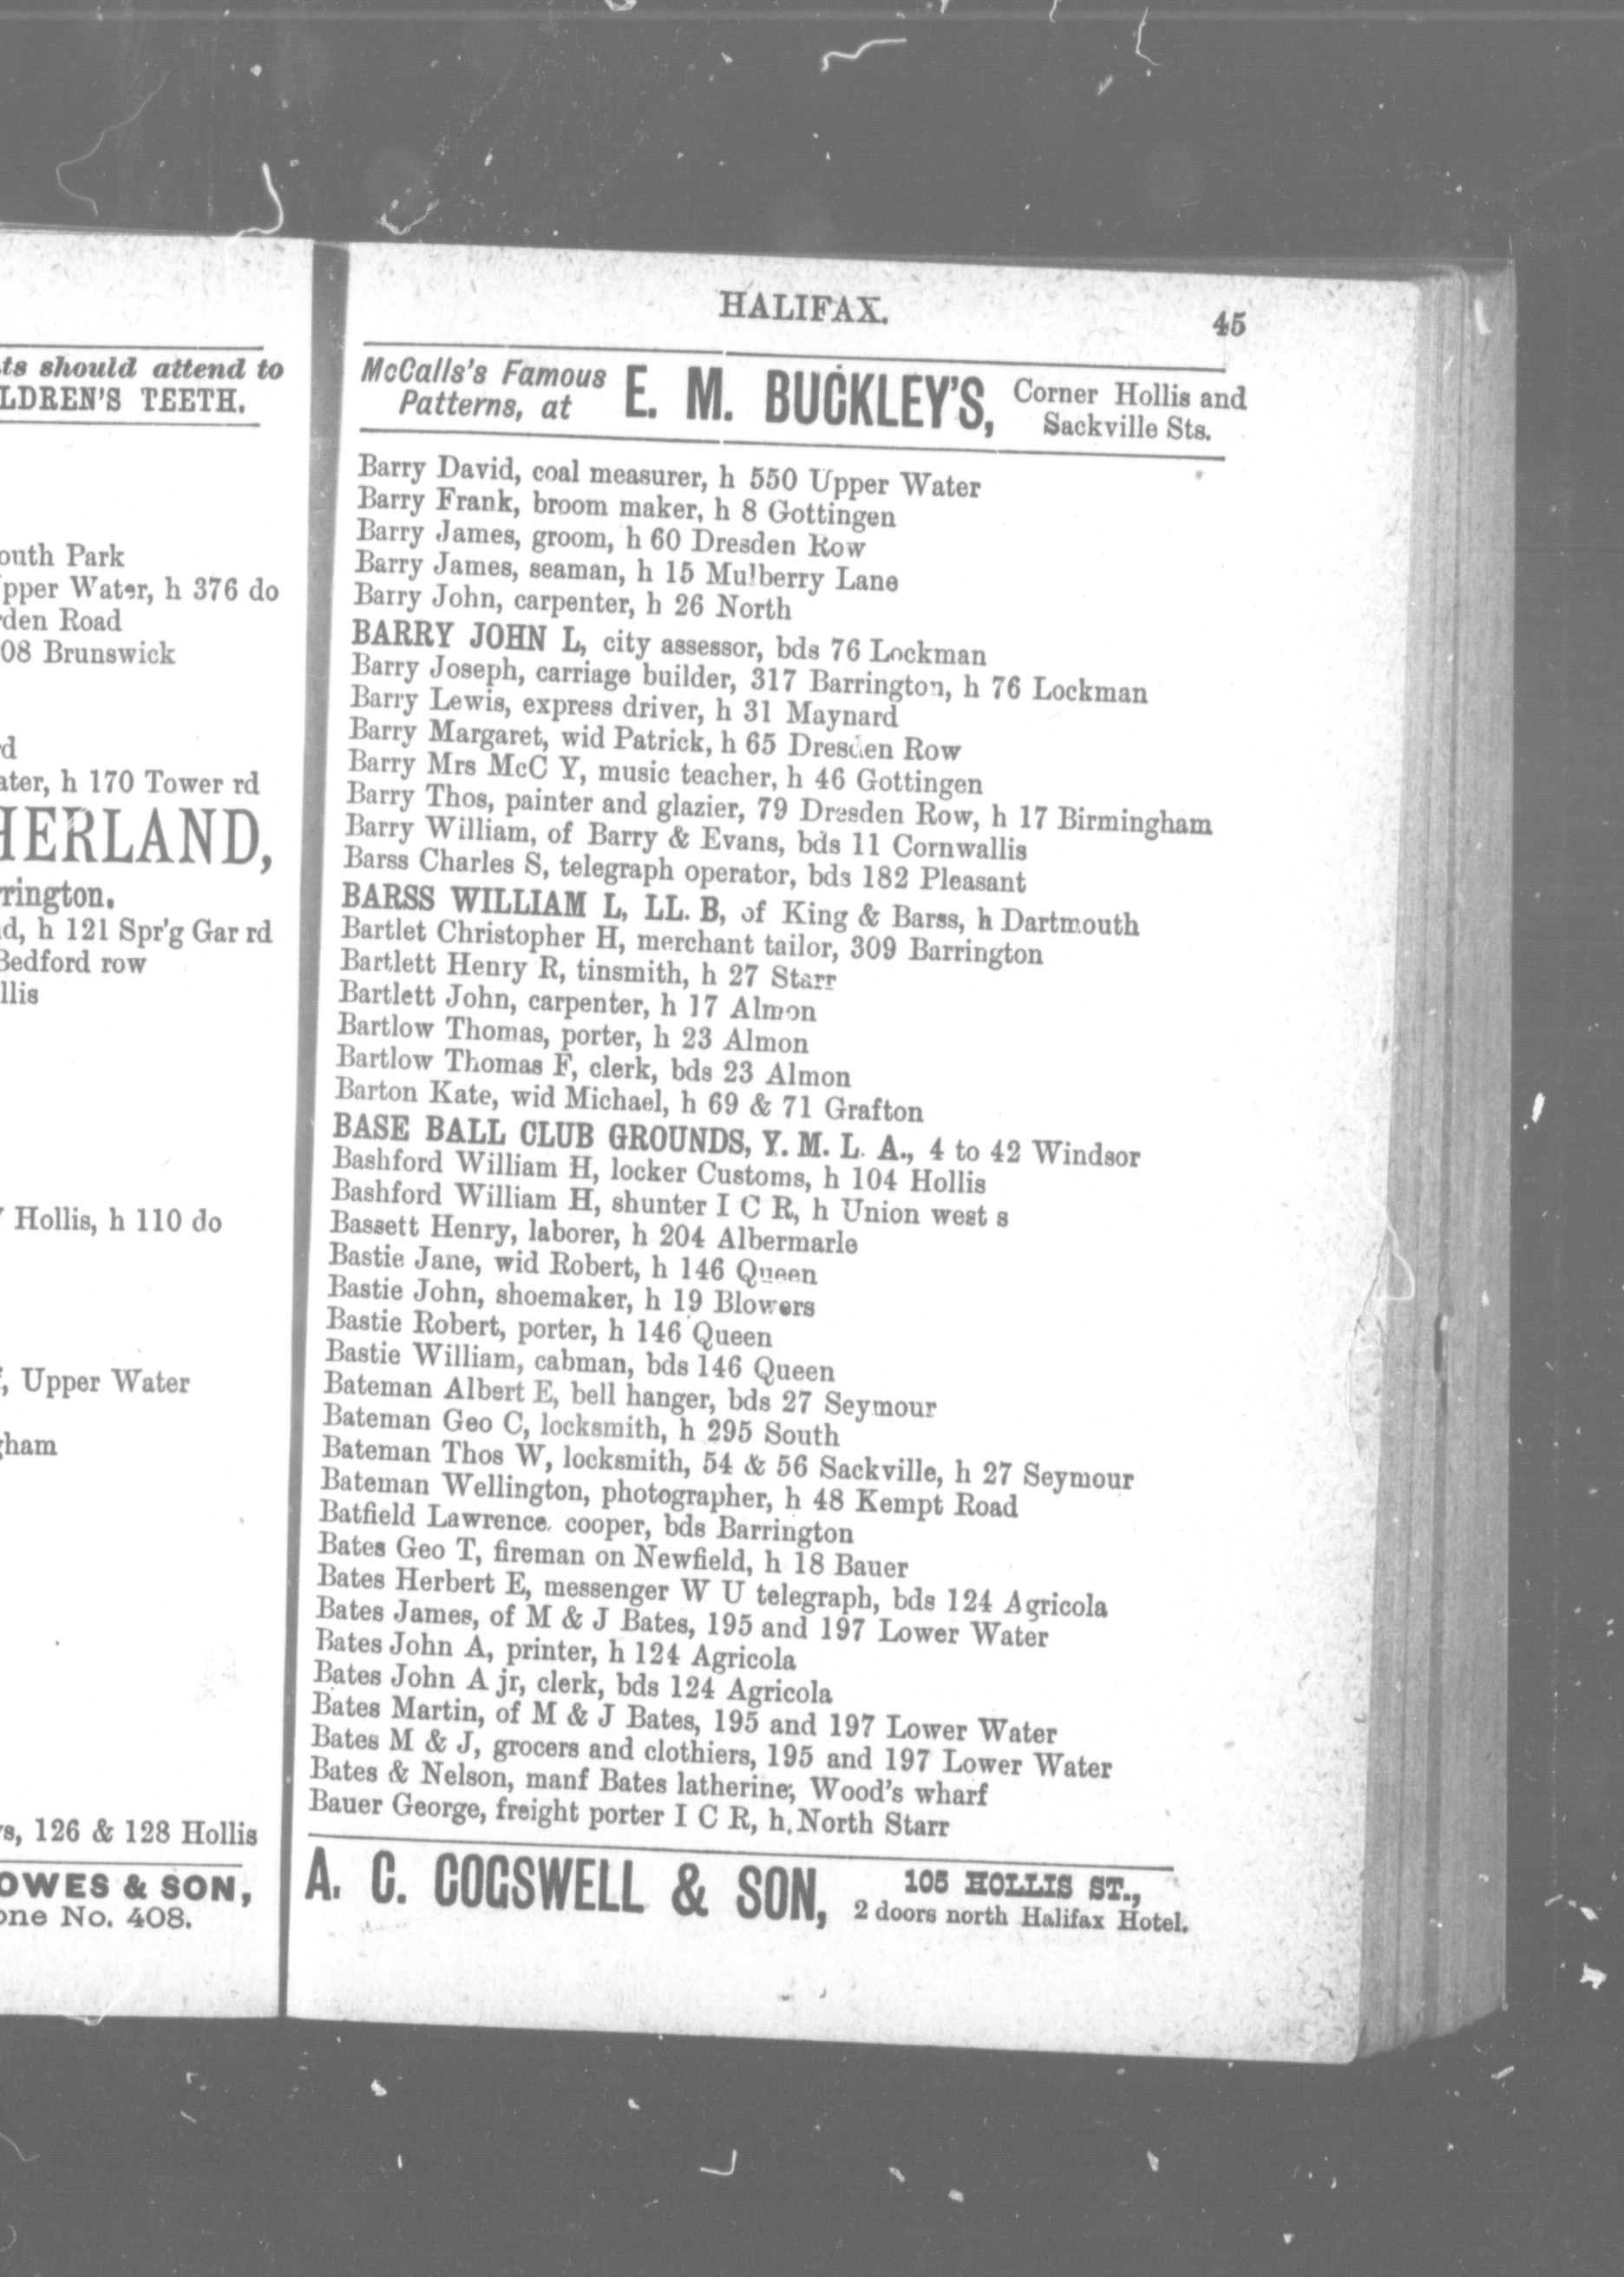 ts should attend to
LDREN'S TEETH.
outh Park
pper Water, h 376 do
den Road
08 Brunswick
d
ater, h 170 Tower rd
HERLAND,
rrington.
d, h 121 Spr'g Gar rd
Bedford row
llis
Hollis, h 110 do
, Upper Water
gham
s, 126 & 128 Hollis
OWES & SON,
one No. 408.
HALIFAX. 45
McCalls's Famous Patterns, at E. M. BUCKLEY'S, Corner Hollis and Sackville Sts.
Barry David, coal measurer, h 550 Upper Water
Barry Frank, broom maker, h 8 Gottingen
Barry James, groom, h 60 Dresden Row
Barry James, seaman, h 15 Mulberry Lane
Barry John, carpenter, h 26 North
BARRY JOHN L, city assessor, bds 76 Lockman
Barry Joseph, carriage builder, 317 Barrington, h 76 Lockman
Barry Lewis, express driver, h 31 Maynard
Barry Margaret, wid Patrick, h 65 Dresden Row
Barry Mrs McC Y, music teacher, h 46 Gottingen
Barry Thos, painter and glazier, 79 Dresden Row, h 17 Birmingham
Barry William, of Barry & Evans, bds 11 Cornwallis
Barss Charles S, telegraph operator, bds 182 Pleasant
BARSS WILLIAM L, LL. B, of King & Barss, h Dartmouth
Bartlet Christopher H, merchant tailor, 309 Barrington
Bartlett Henry R, tinsmith, h 27 Starr
Bartlett John, carpenter, h 17 Almon
Bartlow Thomas, porter, h 23 Almon
Bartlow Thomas F, clerk, bds 23 Almon
Barton Kate, wid Michael, h 69 & 71 Grafton
BASE BALL CLUB GROUNDS, Y. M. L. A., 4 to 42 Windsor
Bashford William H, locker Customs, h 104 Hollis
Bashford William H, shunter I C R, h Union west s
Bassett Henry, laborer, h 204 Albermarle
Bastie Jane, wid Robert, h 146 Queen
Bastie John, shoemaker, h 19 Blowers
Bastie Robert, porter, h 146 Queen
Bastie William, cabman, bds 146 Queen
Bateman Albert E, bell hanger, bds 27 Seymour
Bateman Geo C, locksmith, h 295 South
Bateman Thos W, locksmith, 54 & 56 Sackville, h 27 Seymour
Bateman Wellington, photographer, h 48 Kempt Road
Batfield Lawrence, cooper, bds Barrington
Bates Geo T, fireman on Newfield, h 18 Bauer
Bates Herbert E, messenger W U telegraph, bds 124 Agricola
Bates James, of M & J Bates, 195 and 197 Lower Water
Bates John A, printer, h 124 Agricola
Bates John A jr, clerk, bds 124 Agricola
Bates Martin, of M & J Bates, 195 and 197 Lower Water
Bates M & J, grocers and clothiers, 195 and 197 Lower Water
Bates & Nelson, manf Bates latherine, Wood's wharf
Bauer George, freight porter I C R, h North Starr
A. C. COGSWELL & SON, 105 HOLLIS ST.,
2 doors north Halifax Hotel.